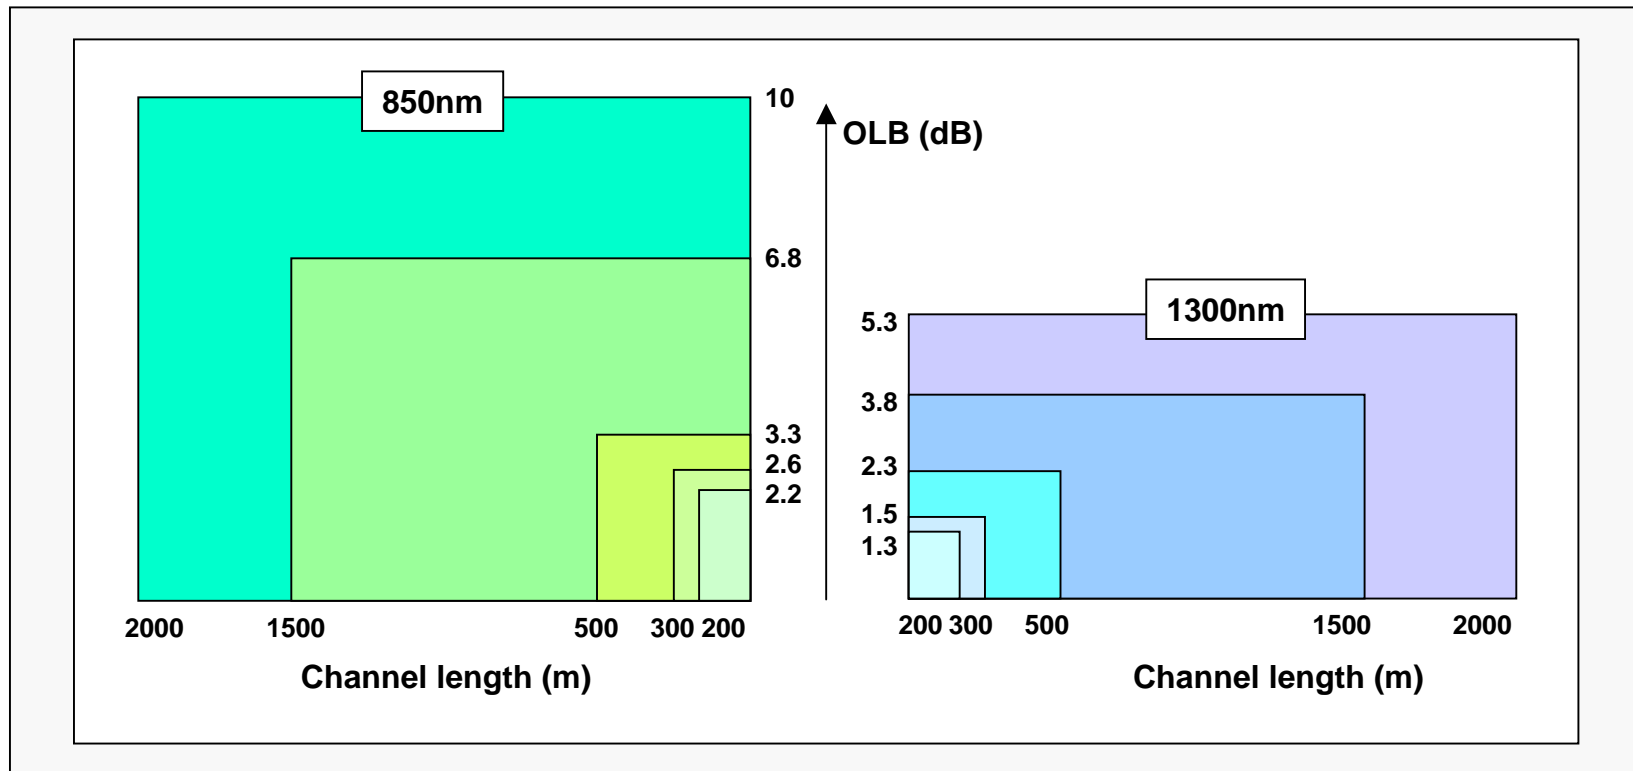 850nm
10
OLB (dB)
6.8
3.3
2.6
2.2
2000 1500 500 300 200
Channel length (m)
1300nm
5.3
3.8
2.3
1.5
1.3
200 300 500 1500 2000
Channel length (m)